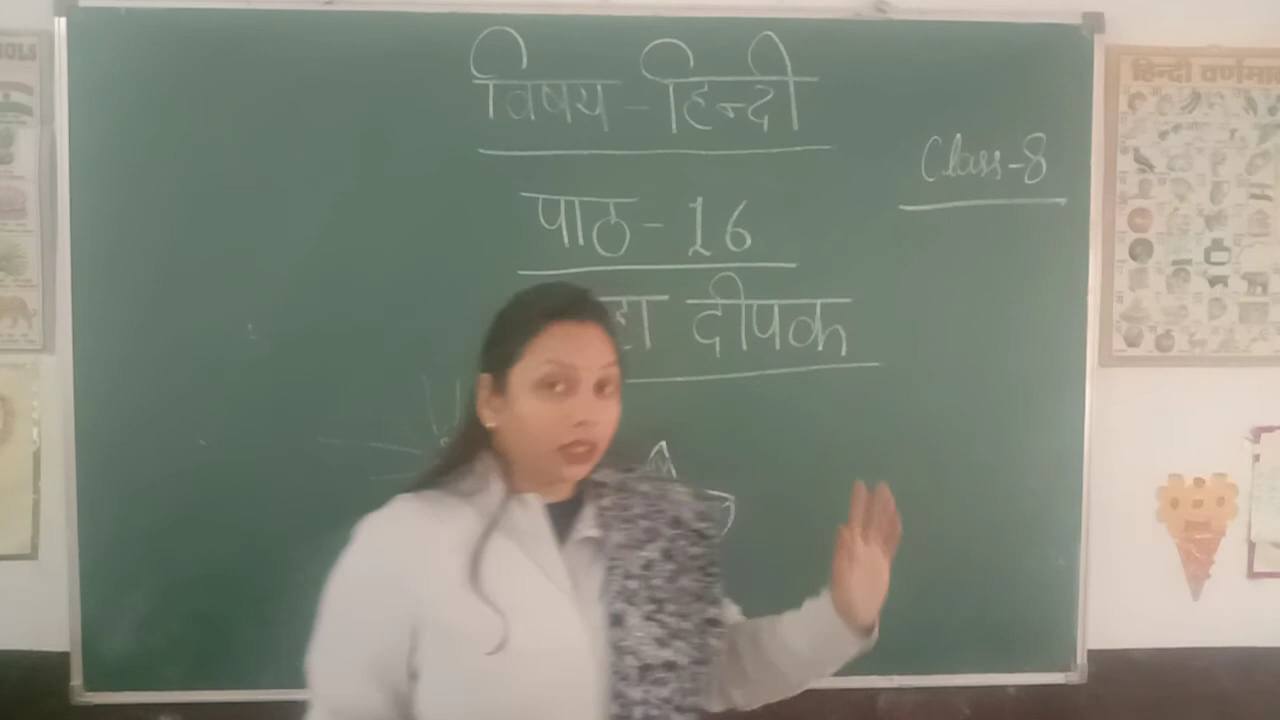 विषय - हिन्दी
Class-8
पाठ - 16
दीपक
हिन्दी